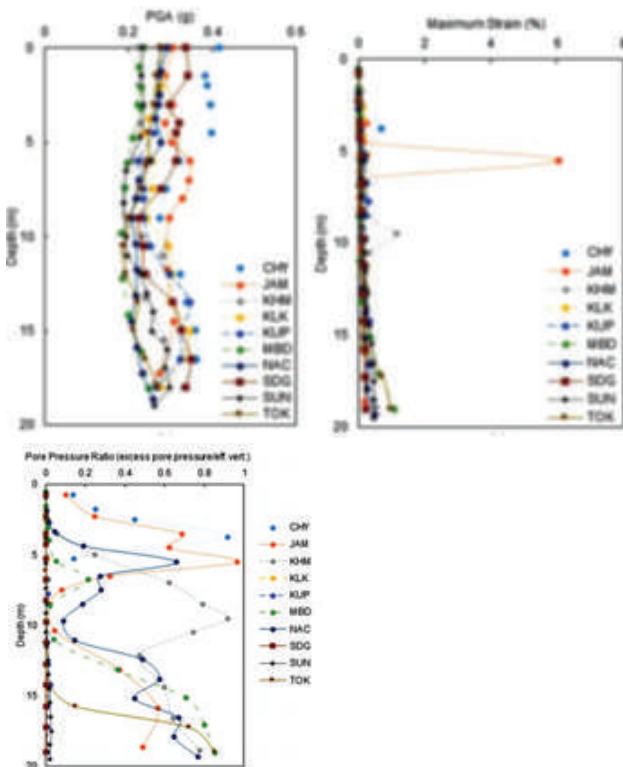 PGA (g)
0 0.2 0.4 0.6
0
5
10
15
20
Depth (m)
CHY
JAM
KHM
KLK
KUP
MBD
NAC
SDG
SUN
TOK
Maximum Strain (%)
0 2 4 6 8
0
5
10
15
20
Depth (m)
CHY
JAM
KHM
KLK
KUP
MBD
NAC
SDG
SUN
TOK
Pore Pressure Ratio (excess pore pressure/eff.vert.)
0 0.2 0.4 0.6 0.8 1
0
5
10
15
20
Depth (m)
CHY
JAM
KHM
KLK
KUP
MBD
NAC
SDG
SUN
TOK